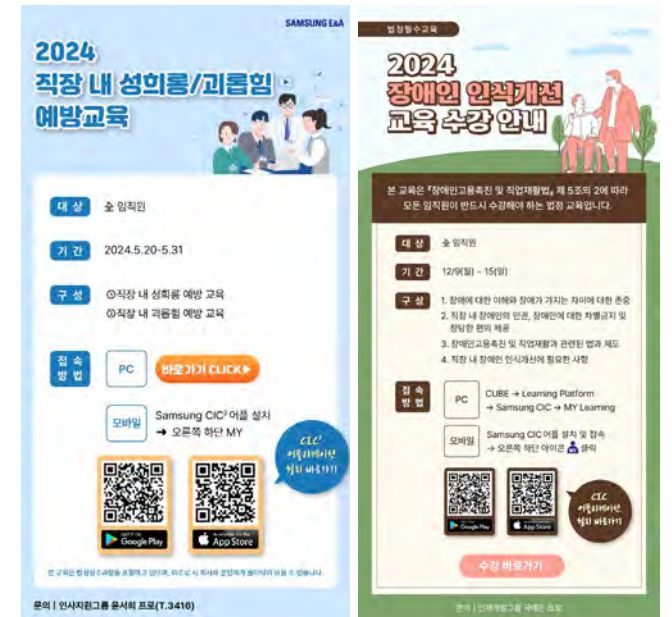 SAMSUNG E&A
2024
직장 내 성희롱/괴롭힘
예방교육
대 상
全 임직원
기 간
2024.5.20-5.31
구 성
①직장 내 성희롱 예방 교육
②직장 내 괴롭힘 예방 교육
접 속
방 법
PC
바로가기 CLICK▶
모바일
Samsung CIC² 어플 설치
→ 오른쪽 하단 MY
CIC²
어플리케이션
설치 바로가기
GET IT ON
Google Play
App Store
문의 | 인사지원그룹 윤서희 프로(T.3416)
법정필수교육
2024
장애인 인식개선
교육 수강 안내
본 교육은 『장애인고용촉진 및 직업재활법』 제 5조의 2에 따라
모든 임직원이 반드시 수강해야 하는 법정 교육입니다.
대 상
全 임직원
기 간
12/9(월) - 15(일)
구 성
1. 장애에 대한 이해와 장애가 가지는 차이에 대한 존중
2. 직장 내 장애인의 인권, 장애인에 대한 차별금지 및
정당한 편의 제공
3. 장애인고용촉진 및 직업재활과 관련된 법과 제도
4. 직장 내 장애인 인식개선에 필요한 사항
접 속
방 법
PC
CUBE → Learning Platform
→ Samsung CIC → MY Learning
모바일
Samsung CIC 어플 설치 및 접속
→ 오른쪽 하단 아이콘 클릭
CIC
어플리케이션
설치 바로가기
Google Play
App Store
수강 바로가기
문의 | 인재개발그룹 프로